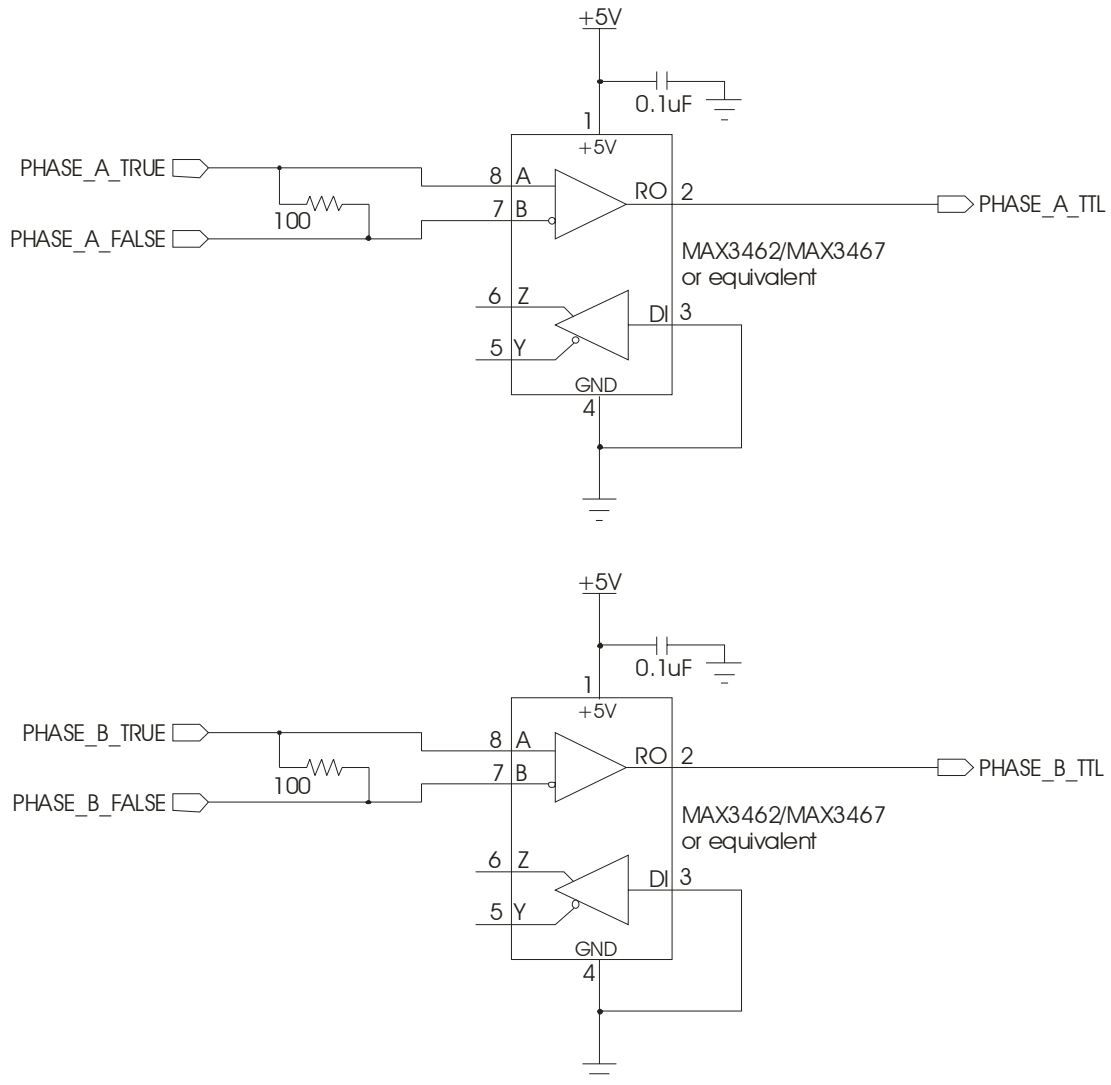 +5V
0.1uF
1
+5V
PHASE_A_TRUE
8 A
RO 2
PHASE_A_TTL
100
7 B
PHASE_A_FALSE
MAX3462/MAX3467
or equivalent
6 Z
DI 3
5 Y
GND
4
+5V
0.1uF
1
+5V
PHASE_B_TRUE
8 A
RO 2
PHASE_B_TTL
100
7 B
PHASE_B_FALSE
MAX3462/MAX3467
or equivalent
6 Z
DI 3
5 Y
GND
4